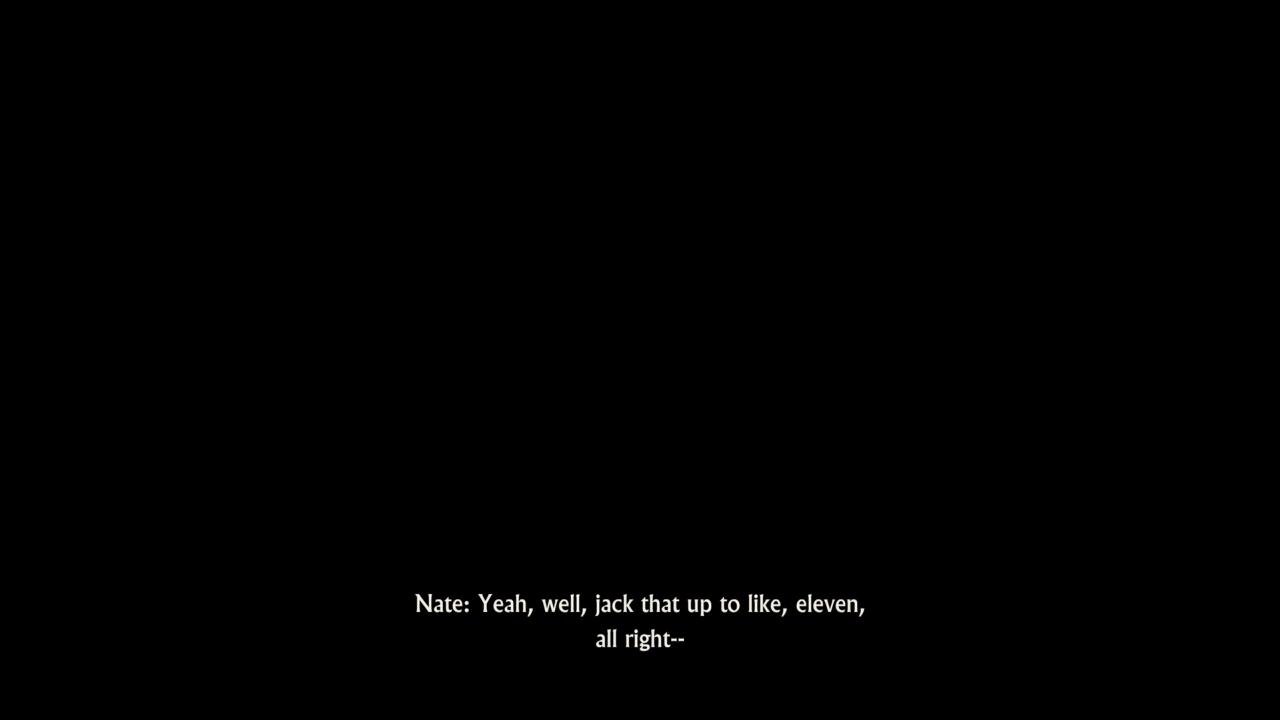 Nate: Yeah, well, jack that up to like, eleven,
all right--